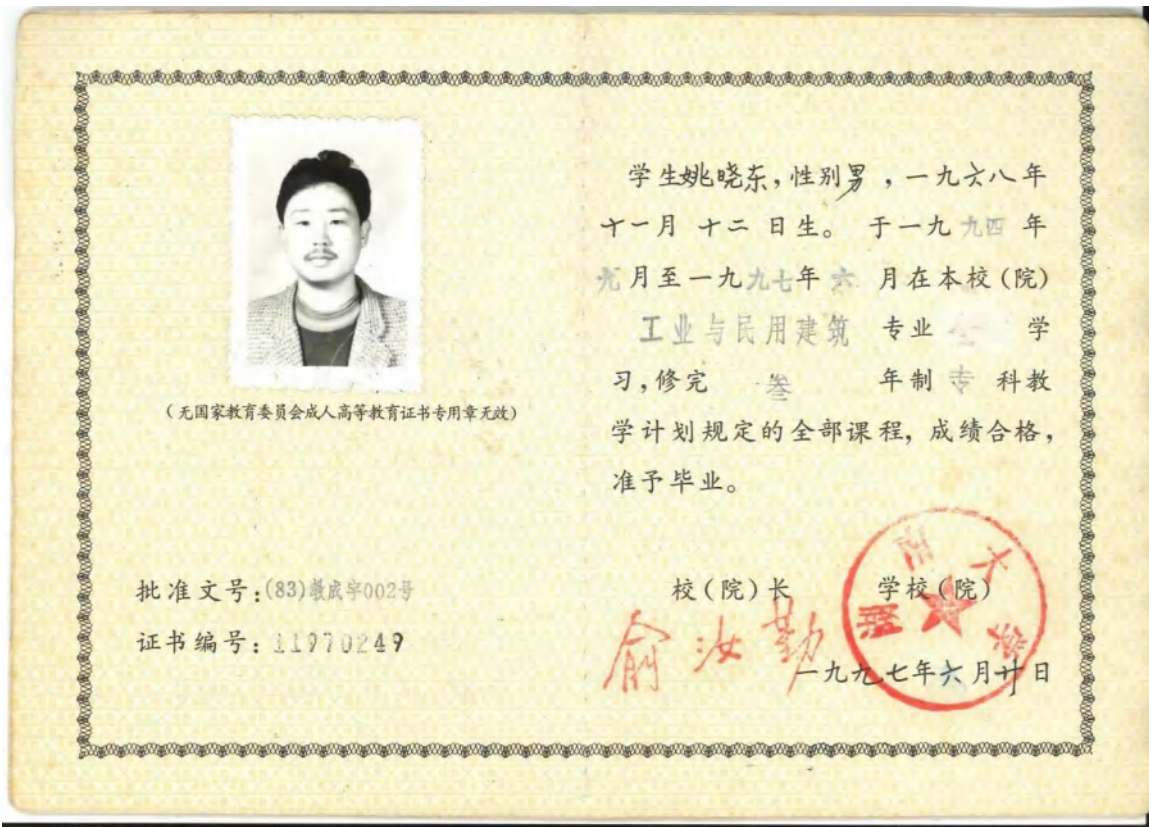 (无国家教育委员会成人高等教育证书专用章无效)
批准文号:(83)教成字002号
证书编号:11970249
学生姚晓东,性别男,一九六八年
十一月十二日生。于一九九四年
九月至一九九七年六月在本校(院)
工业与民用建筑专业 学
习,修完 叁 年制专科教
学计划规定的全部课程,成绩合格,
准予毕业。
校(院)长 学校(院)
俞汝勤
湖南大学
一九九七年六月廿日